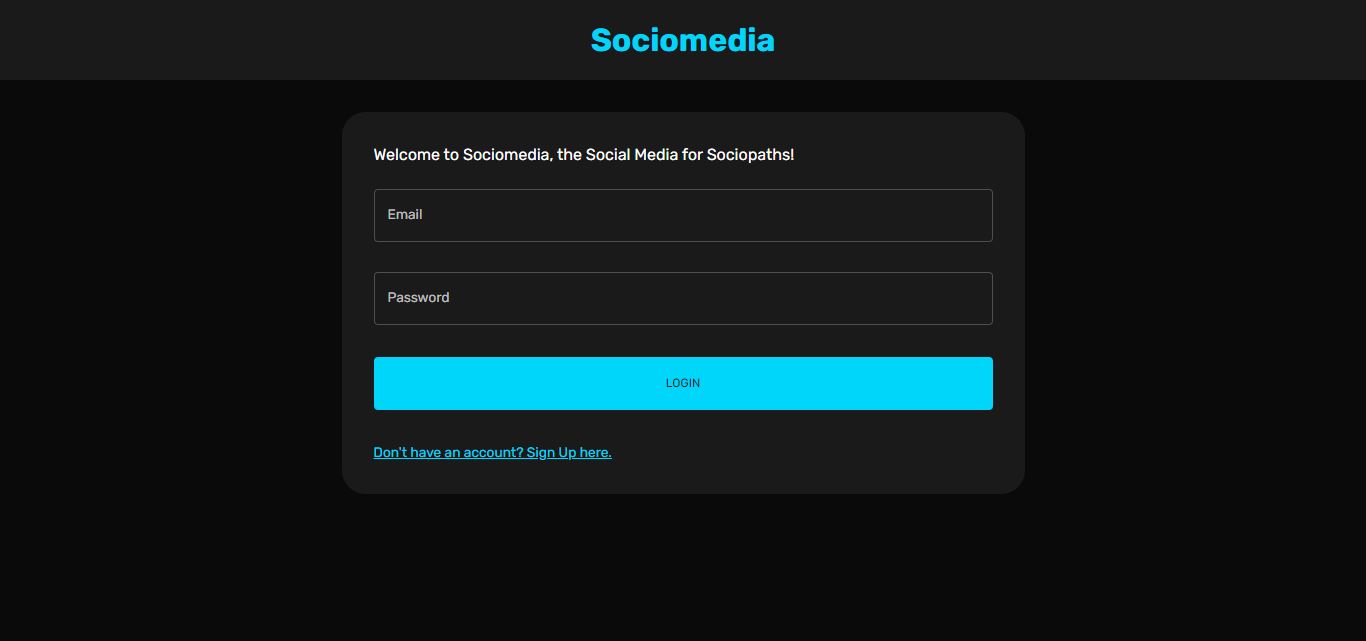 Sociomedia
Welcome to Sociomedia, the Social Media for Sociopaths!
Email
Password
LOGIN
Don't have an account? Sign Up here.